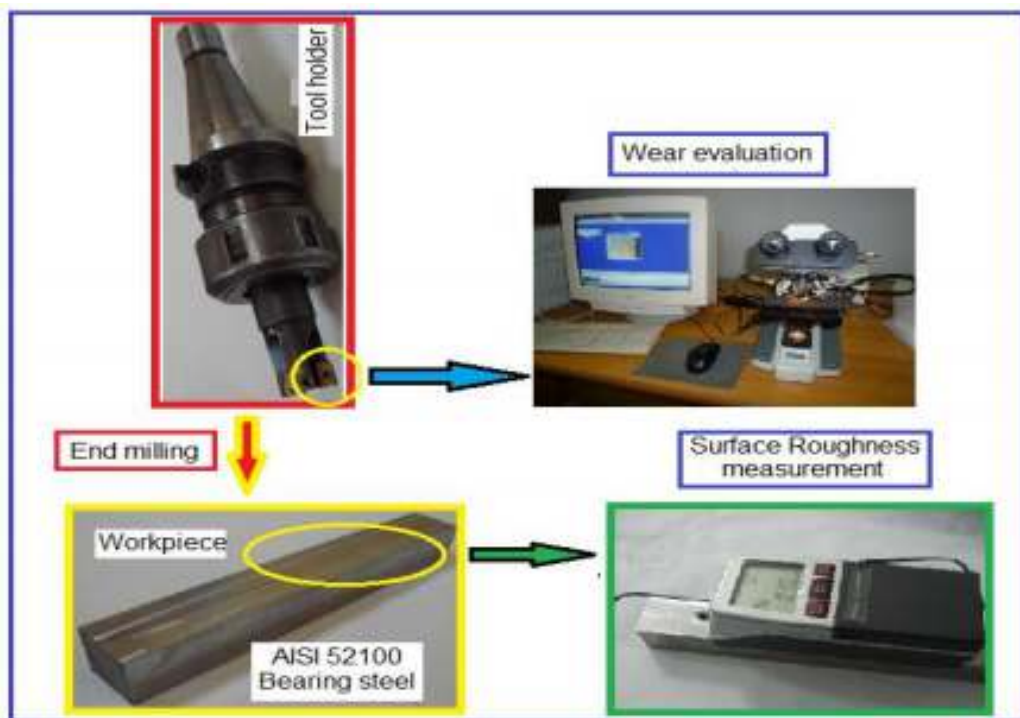 Tool holder
Wear evaluation
End milling
Surface Roughness
measurement
Workpiece
AISI 52100
Bearing steel